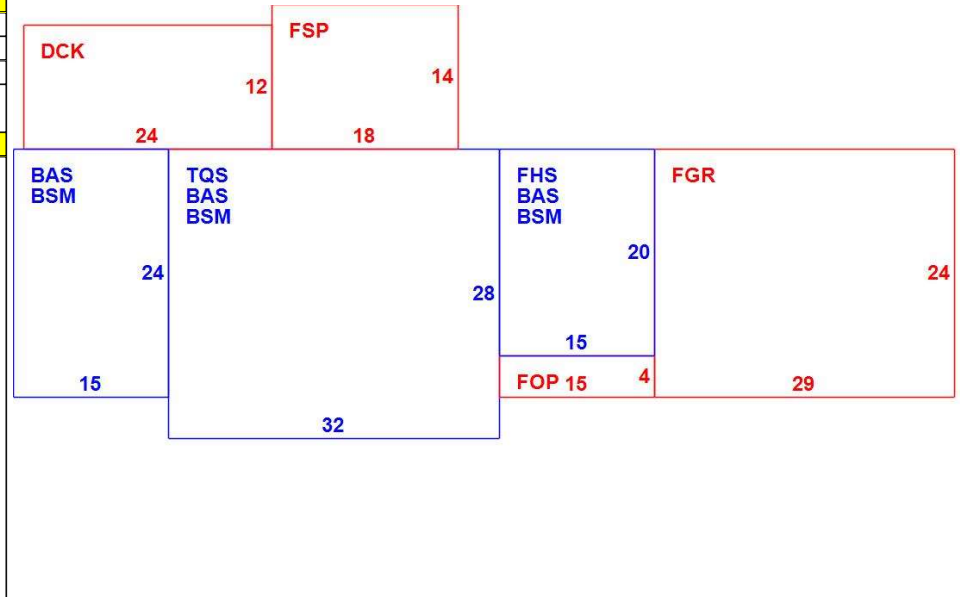 FSP
DCK
14
12
24
18
BAS
BSM
TQS
BAS
BSM
FHS
BAS
BSM
FGR
20
24
24
28
15
FOP 15
4
15
29
32